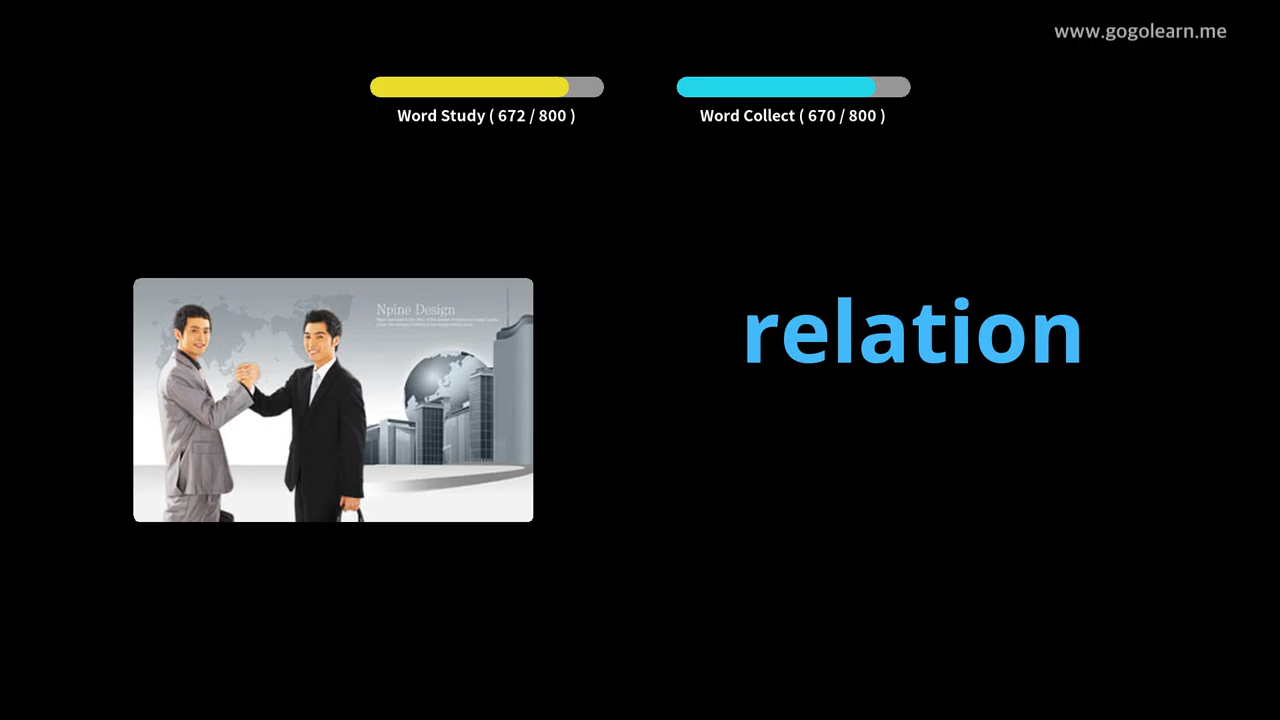 www.gogolearn.me
Word Study ( 672 / 800 )
Word Collect ( 670 / 800 )
Npine Design
relation